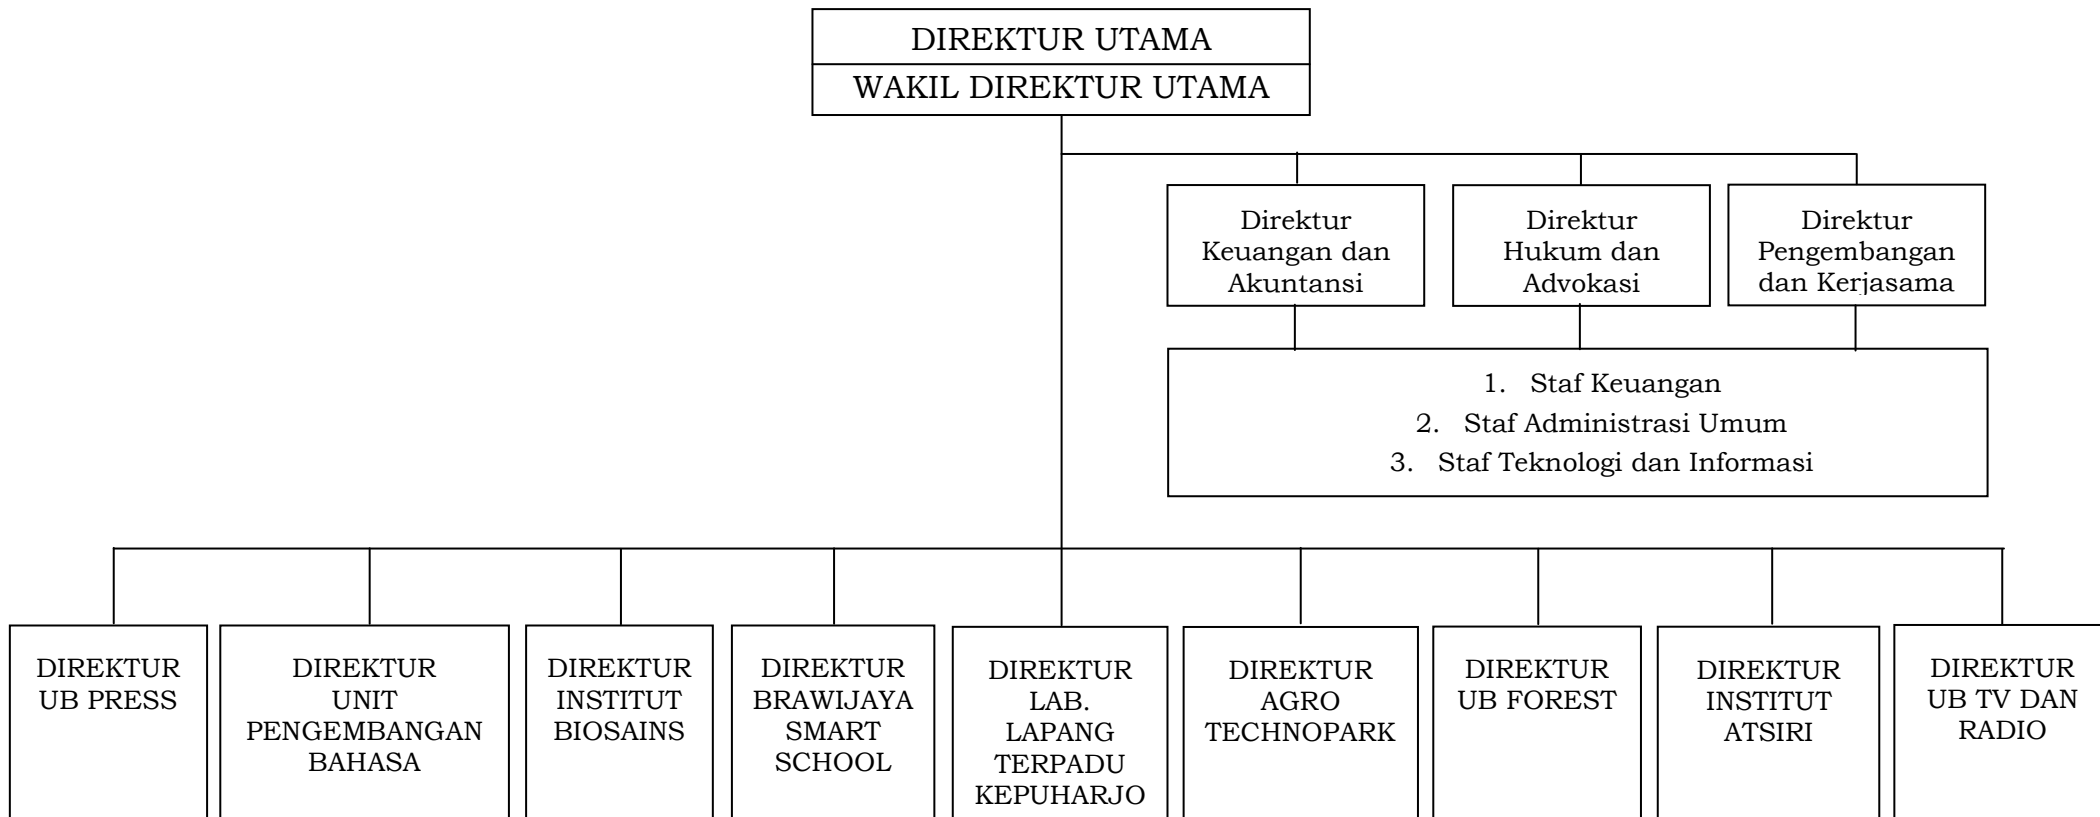 DIREKTUR UTAMA
WAKIL DIREKTUR UTAMA
Direktur
Keuangan dan
Akuntansi
Direktur
Hukum dan
Advokasi
Direktur
Pengembangan
dan Kerjasama
1. Staf Keuangan
2. Staf Administrasi Umum
3. Staf Teknologi dan Informasi
DIREKTUR
UB PRESS
DIREKTUR
UNIT
PENGEMBANGAN
BAHASA
DIREKTUR
INSTITUT
BIOSAINS
DIREKTUR
BRAWIJAYA
SMART
SCHOOL
DIREKTUR
LAB.
LAPANG
TERPADU
KEPUHARJO
DIREKTUR
AGRO
TECHNOPARK
DIREKTUR
UB FOREST
DIREKTUR
INSTITUT
ATSIRI
DIREKTUR
UB TV DAN
RADIO